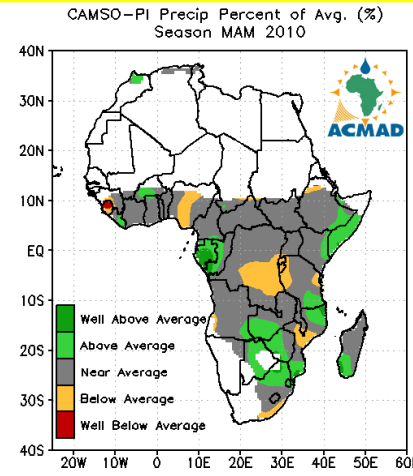 CAMSO-PI Precip Percent of Avg. (%)
Season MAM 2010
40N
30N
20N
10N
EQ
10S
20S
30S
40S
ACMAD
Well Above Average
Above Average
Near Average
Below Average
Well Below Average
20W 10W 0 10E 20E 30E 40E 50E 60E